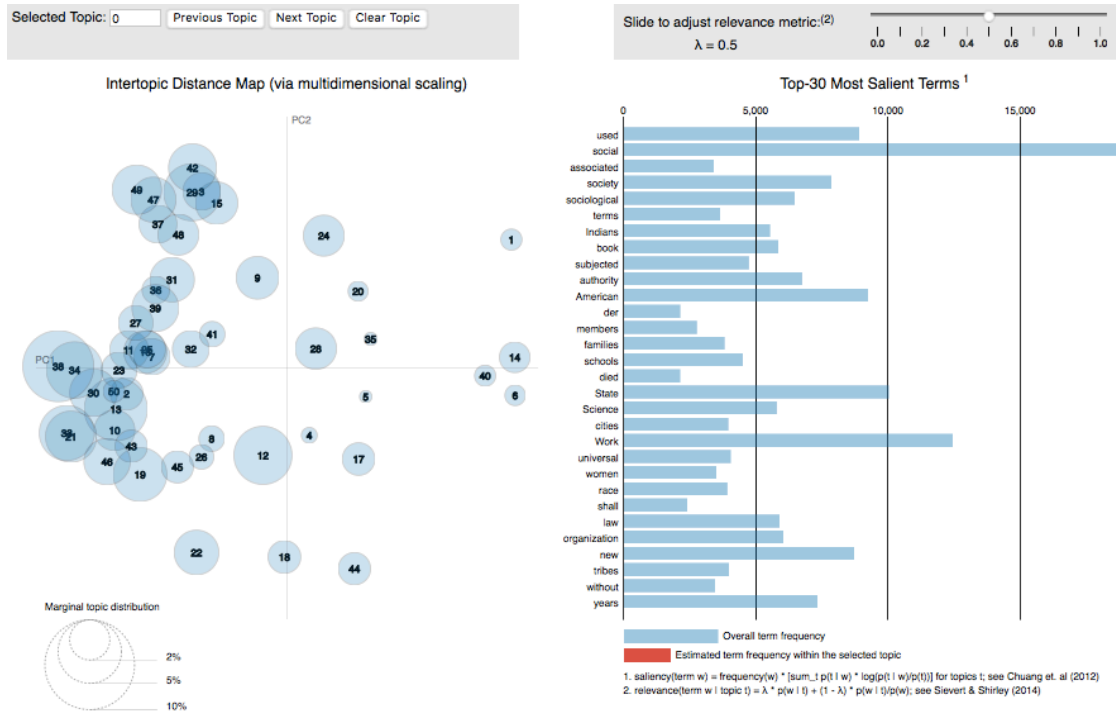 Selected Topic: 0 Previous Topic Next Topic Clear Topic
Slide to adjust relevance metric:(2)
λ = 0.5
0.0 0.2 0.4 0.6 0.8 1.0
Intertopic Distance Map (via multidimensional scaling)
PC2
PC1
42
49
47
29
3
15
37
48
24
1
31
9
36
20
39
27
41
35
11
7
32
28
14
38
34
23
40
30
50
2
5
6
13
10
4
21
43
8
46
19
45
26
12
17
22
18
44
Marginal topic distribution
2%
5%
10%
Top-30 Most Salient Terms 1
0 5,000 10,000 15,000
used
social
associated
society
sociological
terms
Indians
book
subjected
authority
American
der
members
families
schools
died
State
Science
cities
Work
universal
women
race
shall
law
organization
new
tribes
without
years
Overall term frequency
Estimated term frequency within the selected topic
1. saliency(term w) = frequency(w) * [sum_t p(t | w) * log(p(t | w)/p(t))] for topics t; see Chuang et. al (2012)
2. relevance(term w | topic t) = λ * p(w | t) + (1 - λ) * p(w | t)/p(w); see Sievert & Shirley (2014)